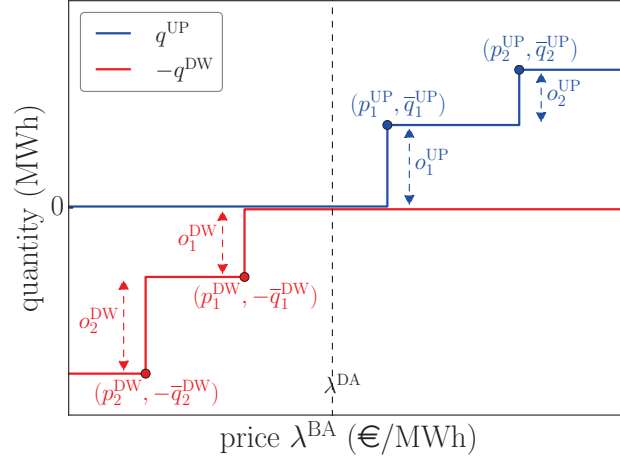 q^UP
−q^DW
(p_2^UP, q̅_2^UP)
(p_1^UP, q̅_1^UP)
o_2^UP
o_1^UP
quantity (MWh)
0
o_1^DW
(p_1^DW, −q̅_1^DW)
o_2^DW
(p_2^DW, −q̅_2^DW)
λ^DA
price λ^BA (€/MWh)